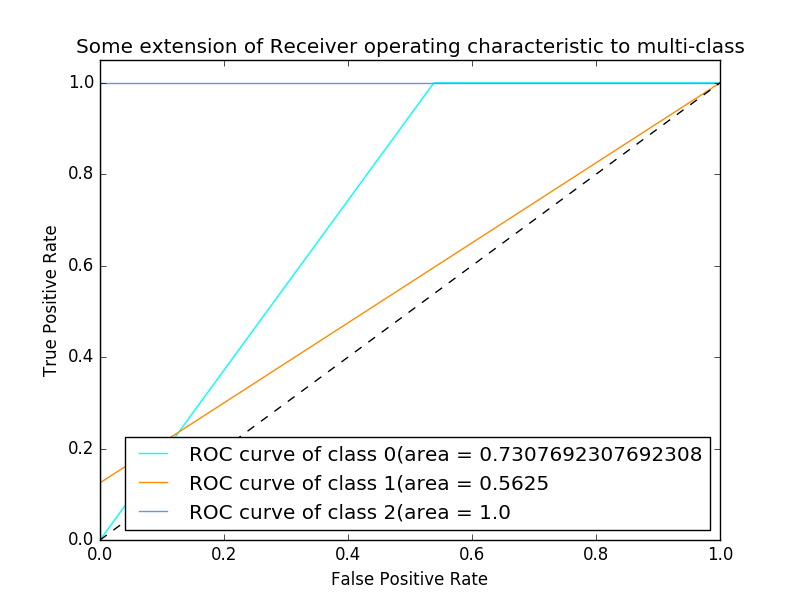 Some extension of Receiver operating characteristic to multi-class
1.0
0.8
0.6
0.4
0.2
0.0
True Positive Rate
ROC curve of class 0(area = 0.7307692307692308
ROC curve of class 1(area = 0.5625
ROC curve of class 2(area = 1.0
0.0 0.2 0.4 0.6 0.8 1.0
False Positive Rate